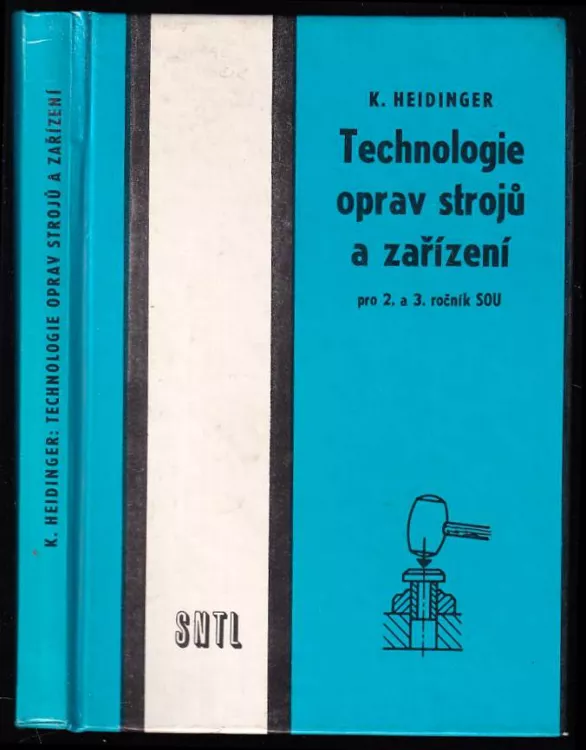 K. HEIDINGER: TECHNOLOGIE OPRAV STROJŮ A ZAŘÍZENÍ
K. HEIDINGER
Technologie
oprav strojů
a zařízení
pro 2. a 3. ročník SOU
SNTL